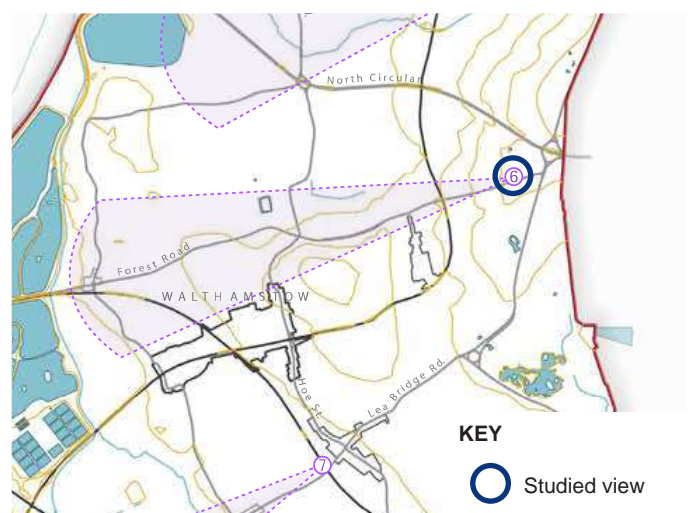 North Circular
6
Forest Road
WALTHAMSTOW
Hoe St.
Lea Bridge Rd.
7
KEY
Studied view